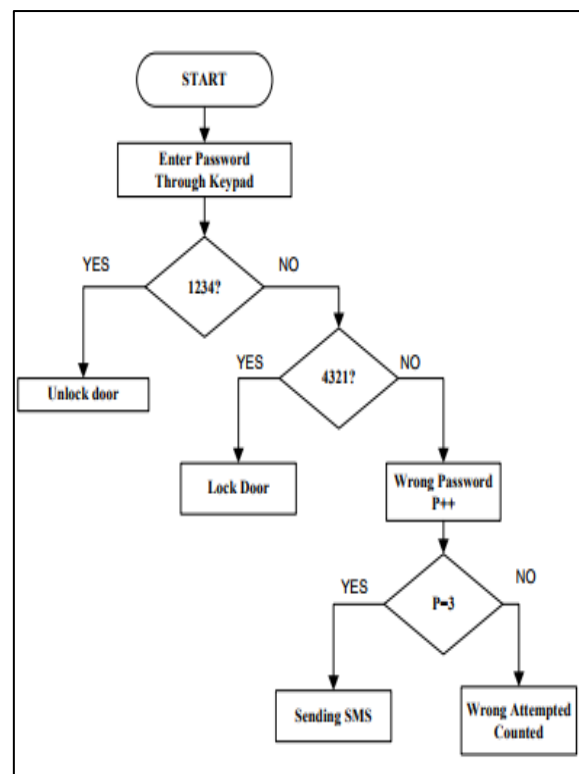 START
Enter Password
Through Keypad
YES
1234?
NO
Unlock door
YES
4321?
NO
Lock Door
Wrong Password
P++
YES
P=3
NO
Sending SMS
Wrong Attempted
Counted